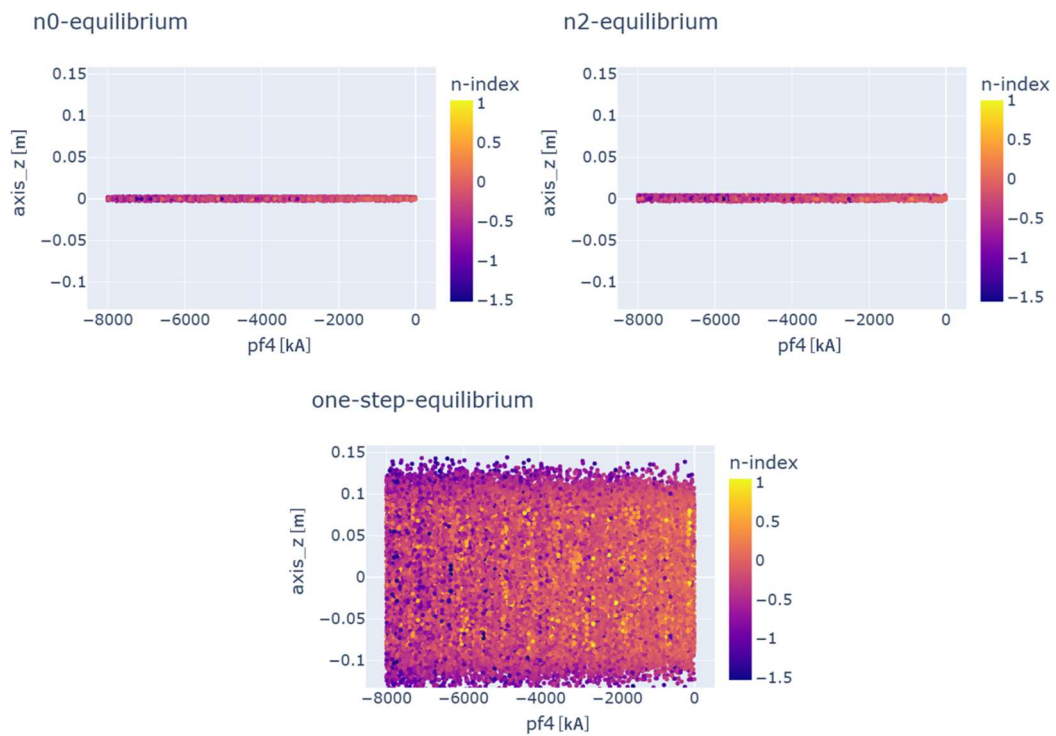 n0-equilibrium
0.15
0.1
0.05
0
−0.05
−0.1
axis_z [m]
−8000 −6000 −4000 −2000 0
pf4 [kA]
n-index
1
0.5
0
−0.5
−1
−1.5
n2-equilibrium
0.15
0.1
0.05
0
−0.05
−0.1
axis_z [m]
−8000 −6000 −4000 −2000 0
pf4 [kA]
n-index
1
0.5
0
−0.5
−1
−1.5
one-step-equilibrium
0.15
0.1
0.05
0
−0.05
−0.1
axis_z [m]
−8000 −6000 −4000 −2000 0
pf4 [kA]
n-index
1
0.5
0
−0.5
−1
−1.5